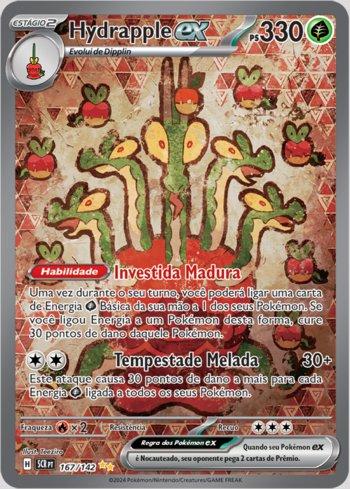 ESTÁGIO 2
Hydrapple ex
PS 330
Evolui de Dipplin
Habilidade Investida Madura
Uma vez durante o seu turno, você poderá ligar uma carta
de Energia Básica da sua mão a 1 dos seus Pokémon. Se
você ligou Energia a um Pokémon desta forma, cure
30 pontos de dano daquele Pokémon.
Tempestade Melada 30+
Este ataque causa 30 pontos de dano a mais para cada
Energia ligada a todos os seus Pokémon.
Fraqueza ×2 Resistência Recuo
Illust. Teeziro
H SCR PT 167/142
Regra dos Pokémon ex
Quando seu Pokémon ex
é Nocauteado, seu oponente pega 2 cartas de Prêmio.
©2024 Pokémon/Nintendo/Creatures/GAME FREAK